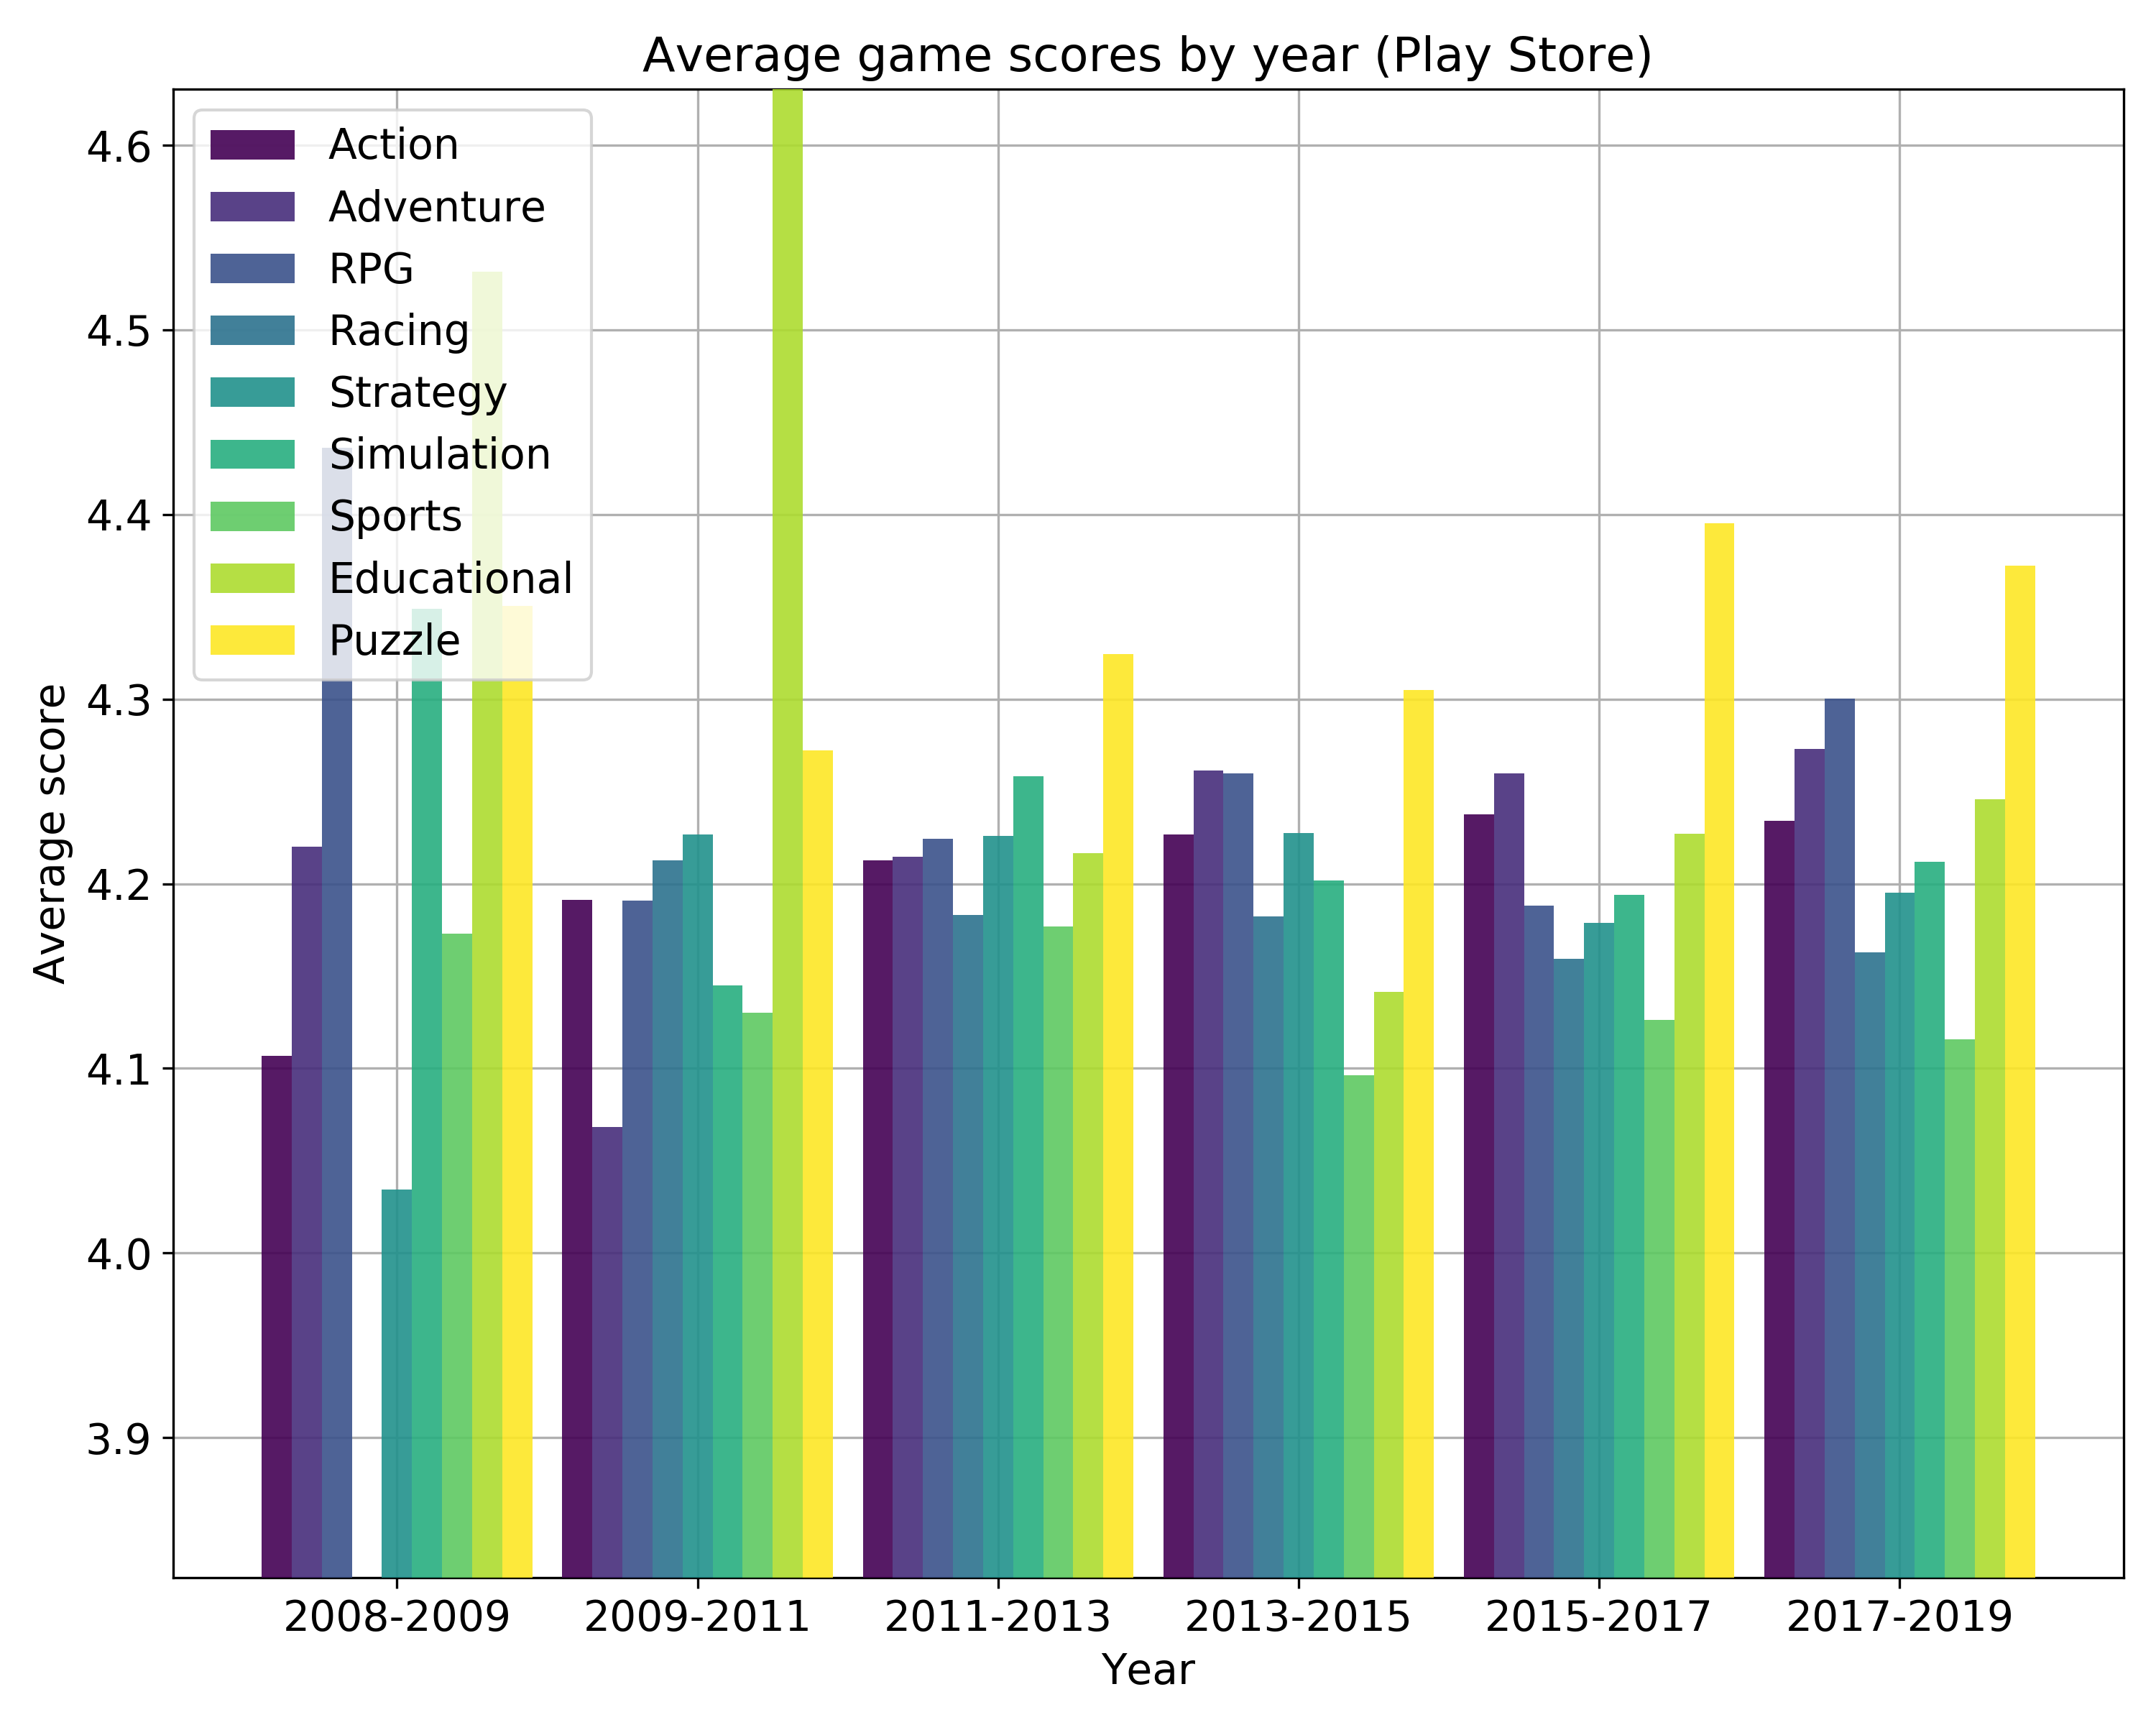 Average game scores by year (Play Store)
Action
Adventure
RPG
Racing
Strategy
Simulation
Sports
Educational
Puzzle
4.6
4.5
4.4
4.3
4.2
4.1
4.0
3.9
Average score
2008-2009 2009-2011 2011-2013 2013-2015 2015-2017 2017-2019
Year